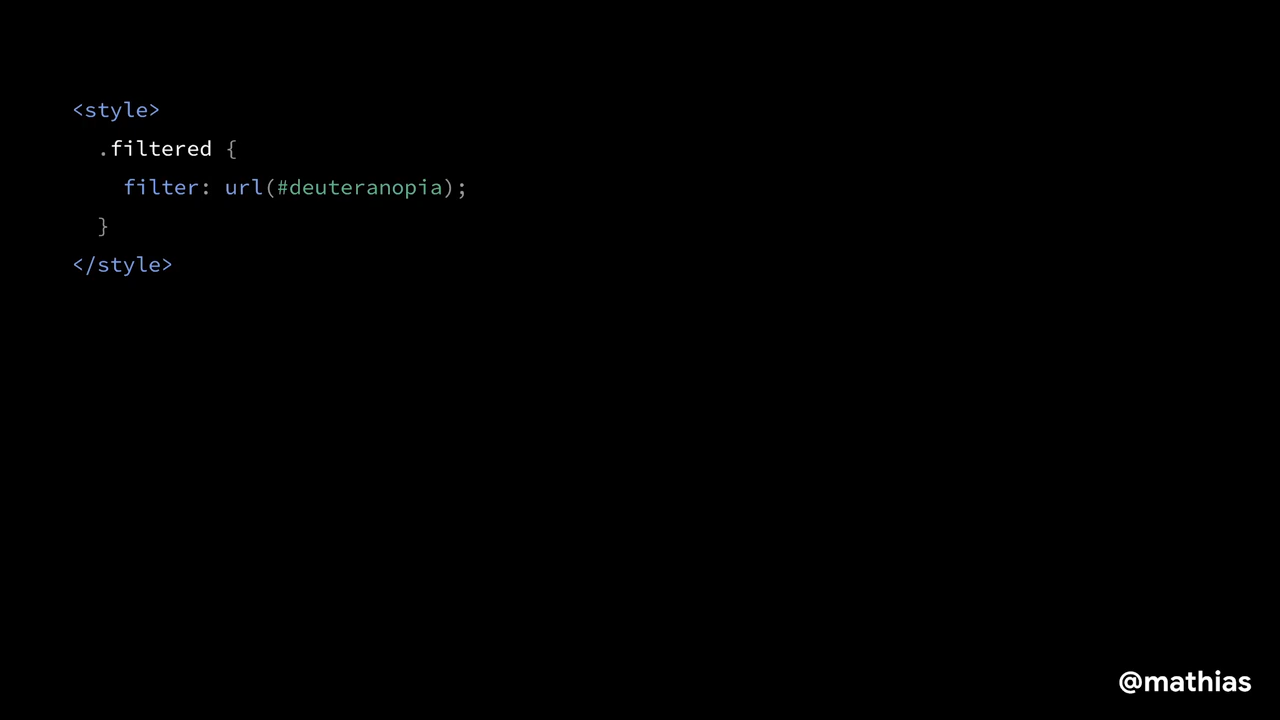 <style>
.filtered {
filter: url(#deuteranopia);
}
</style>
@mathias